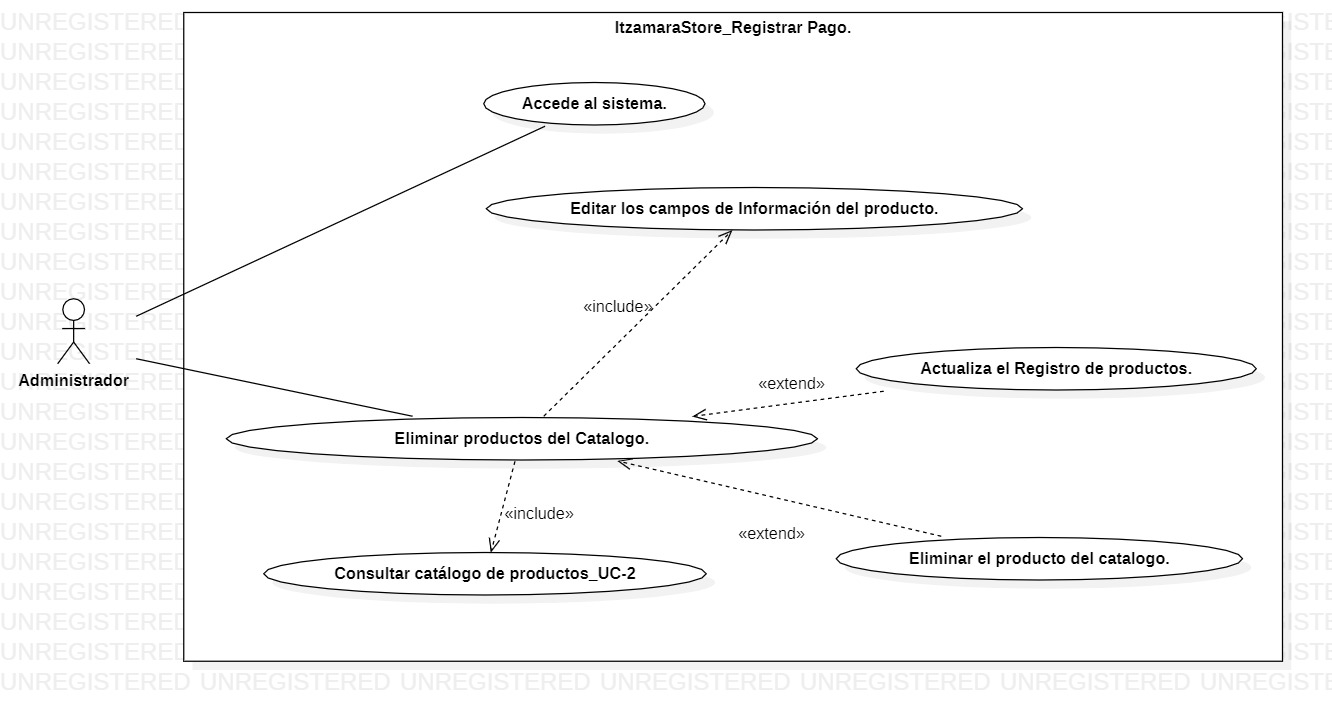 ItzamaraStore_Registrar Pago.
Accede al sistema.
Editar los campos de Información del producto.
«include»
Administrador
Actualiza el Registro de productos.
«extend»
Eliminar productos del Catalogo.
«include»
«extend»
Eliminar el producto del catalogo.
Consultar catálogo de productos_UC-2
UNREGISTERED UNREGISTERED UNREGISTERED UNREGISTERED UNREGISTERED UNREGISTERED UNREGISTERED